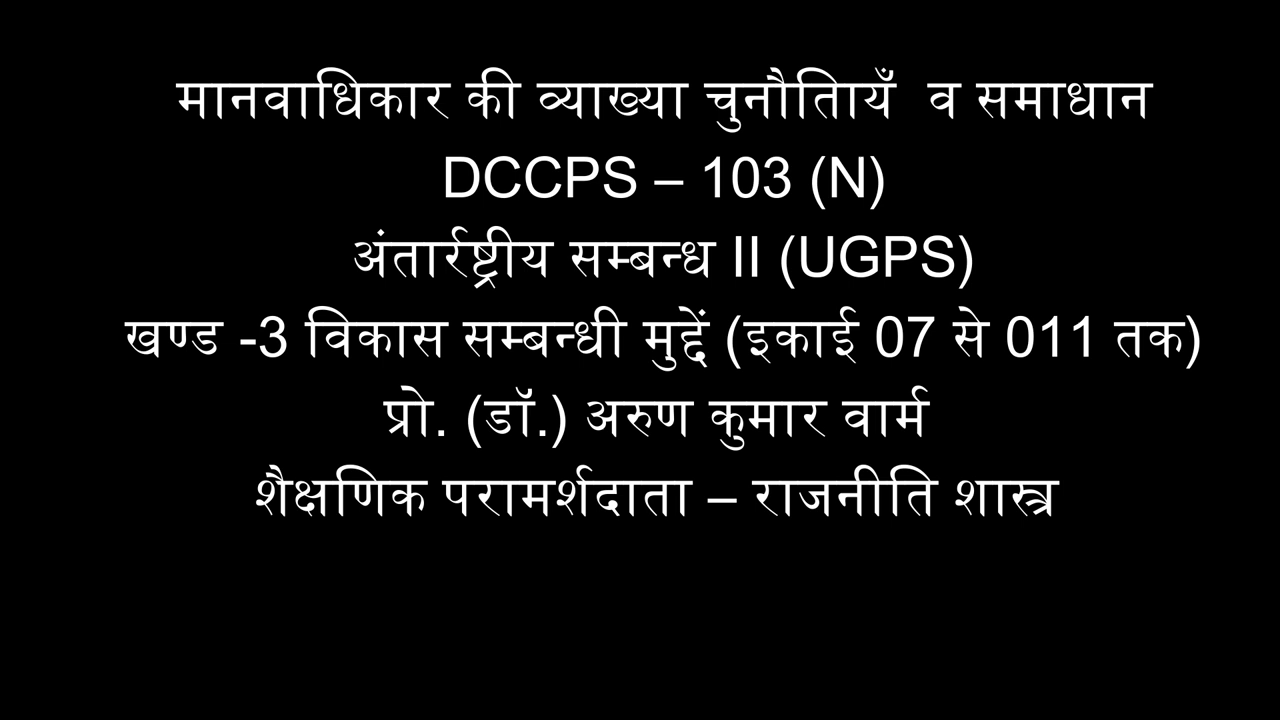 मानवाधिकार की व्याख्या चुनौतिायँ व समाधान
DCCPS – 103 (N)
अंतार्रष्ट्रीय सम्बन्ध II (UGPS)
खण्ड -3 विकास सम्बन्धी मुद्दें (इकाई 07 से 011 तक)
प्रो. (डॉ.) अरुण कुमार वार्म
शैक्षणिक परामर्शदाता – राजनीति शास्त्र